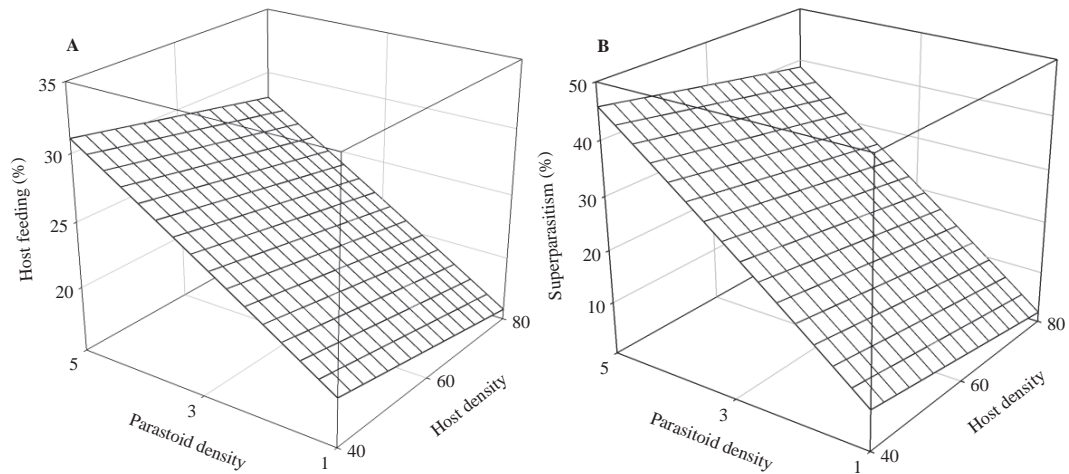 A
35
30
25
20
Host feeding (%)
5
3
1
Parastoid density
40
60
80
Host density
B
50
40
30
20
10
Superparasitism (%)
5
3
1
Parasitoid density
40
60
80
Host density